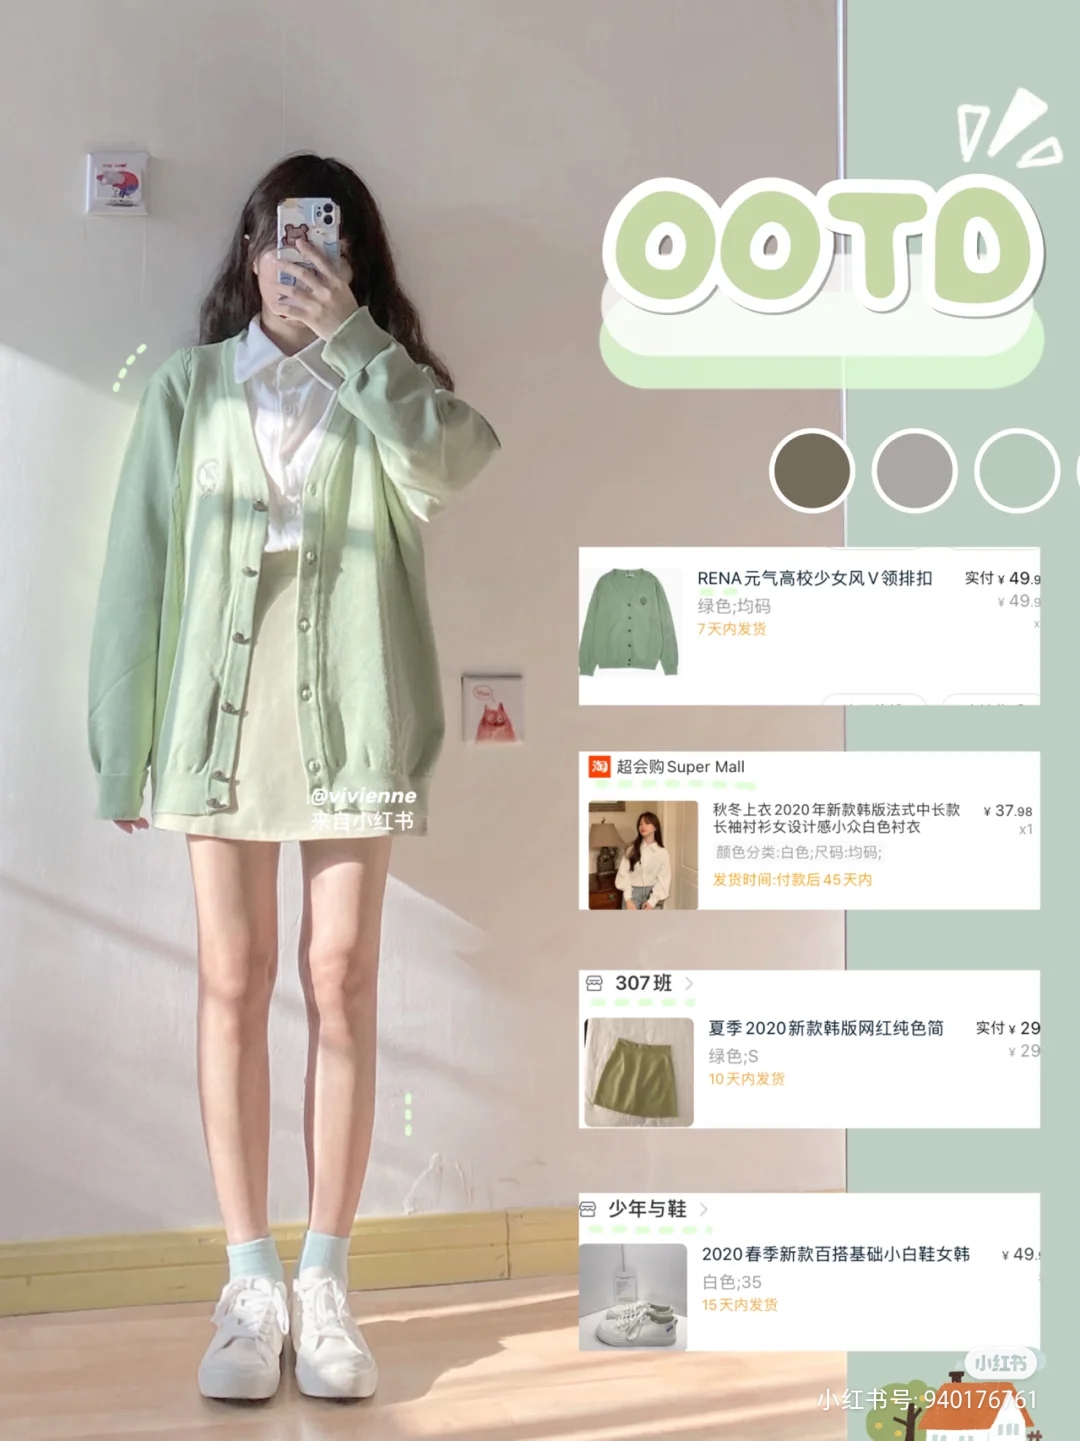 OOTD
RENA元气高校少女风V领排扣
实付¥49.9
绿色;均码
¥49.9
7天内发货
淘 超会购Super Mall
秋冬上衣2020年新款韩版法式中长款
¥37.98
长袖衬衫女设计感小众白色衬衣
x1
颜色分类:白色;尺码:均码;
发货时间:付款后45天内
@vivienne
来自小红书
307班
夏季2020新款韩版网红纯色简
实付¥29
绿色;S
¥29
10天内发货
少年与鞋
2020春季新款百搭基础小白鞋女韩
¥49.
白色;35
15天内发货
小红书
小红书号: 940176761